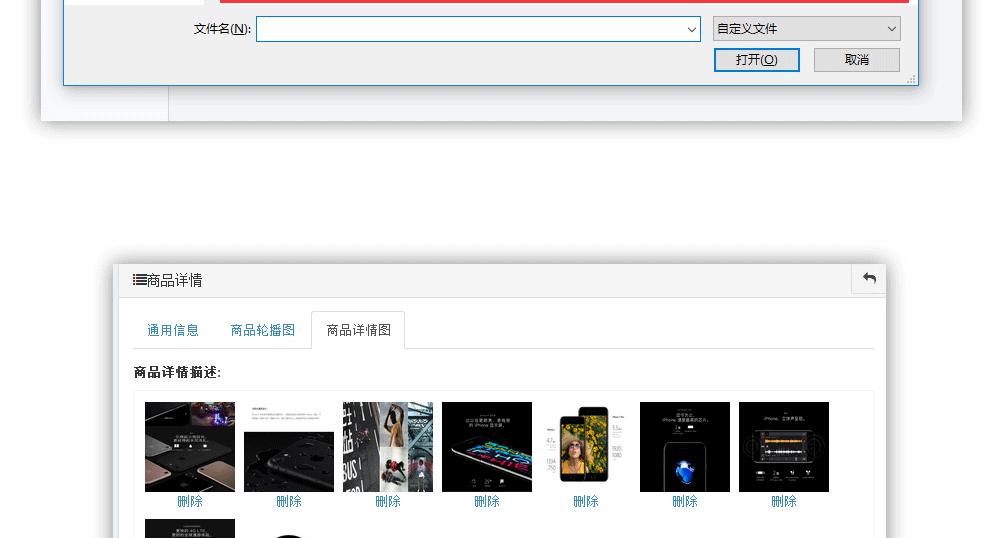 文件名(N):
自定义文件
打开(O)
取消
商品详情
通用信息
商品轮播图
商品详情图
商品详情描述:
删除
删除
删除
删除
删除
删除
删除